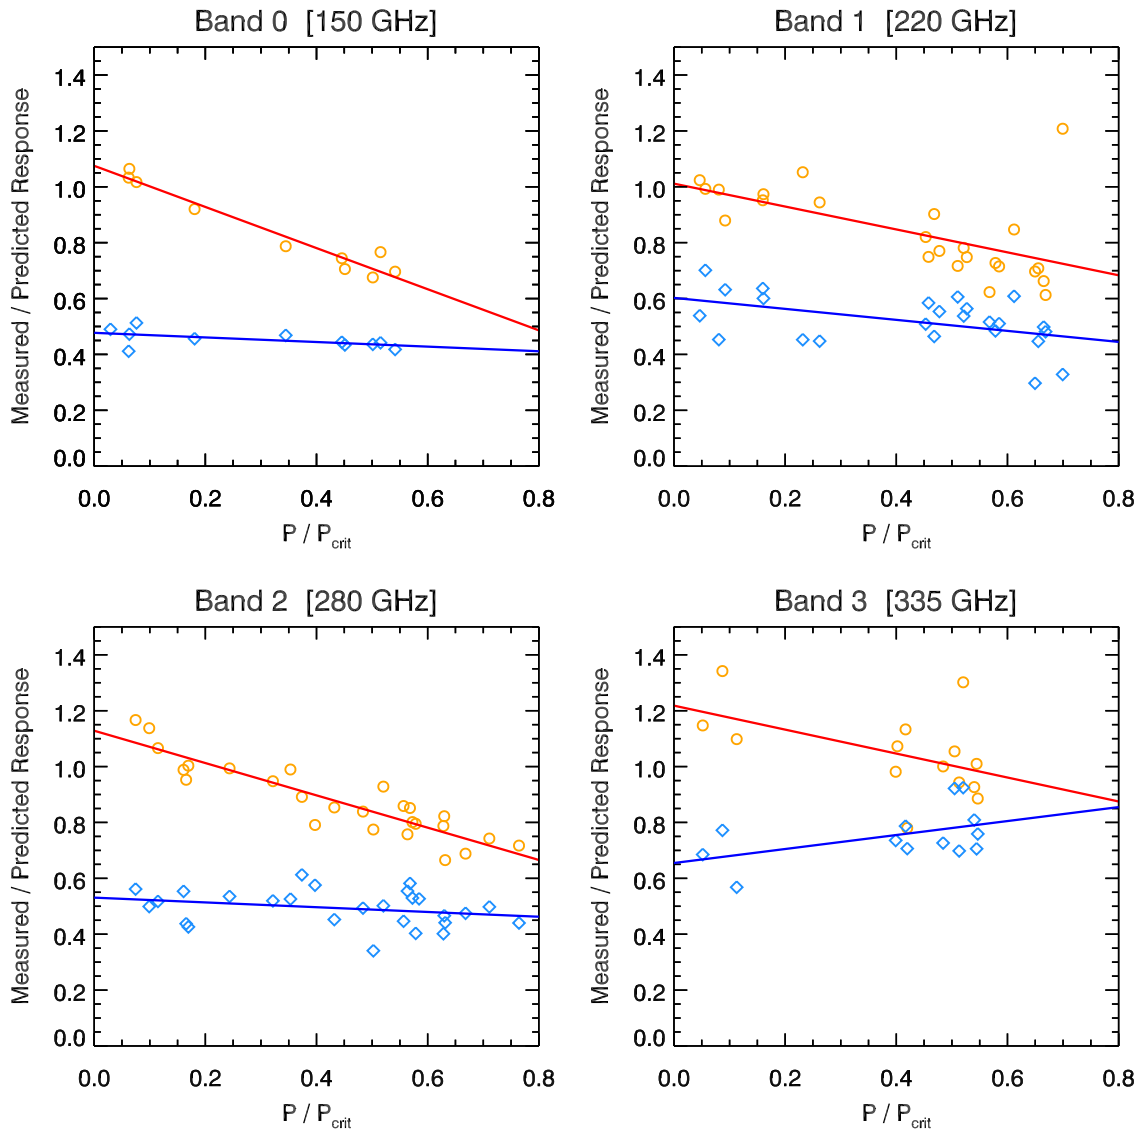 Band 0 [150 GHz]
Band 1 [220 GHz]
Measured / Predicted Response
1.4
1.2
1.0
0.8
0.6
0.4
0.2
0.0
0.0 0.2 0.4 0.6 0.8
P / Pcrit
Measured / Predicted Response
1.4
1.2
1.0
0.8
0.6
0.4
0.2
0.0
0.0 0.2 0.4 0.6 0.8
P / Pcrit
Band 2 [280 GHz]
Band 3 [335 GHz]
Measured / Predicted Response
1.4
1.2
1.0
0.8
0.6
0.4
0.2
0.0
0.0 0.2 0.4 0.6 0.8
P / Pcrit
Measured / Predicted Response
1.4
1.2
1.0
0.8
0.6
0.4
0.2
0.0
0.0 0.2 0.4 0.6 0.8
P / Pcrit